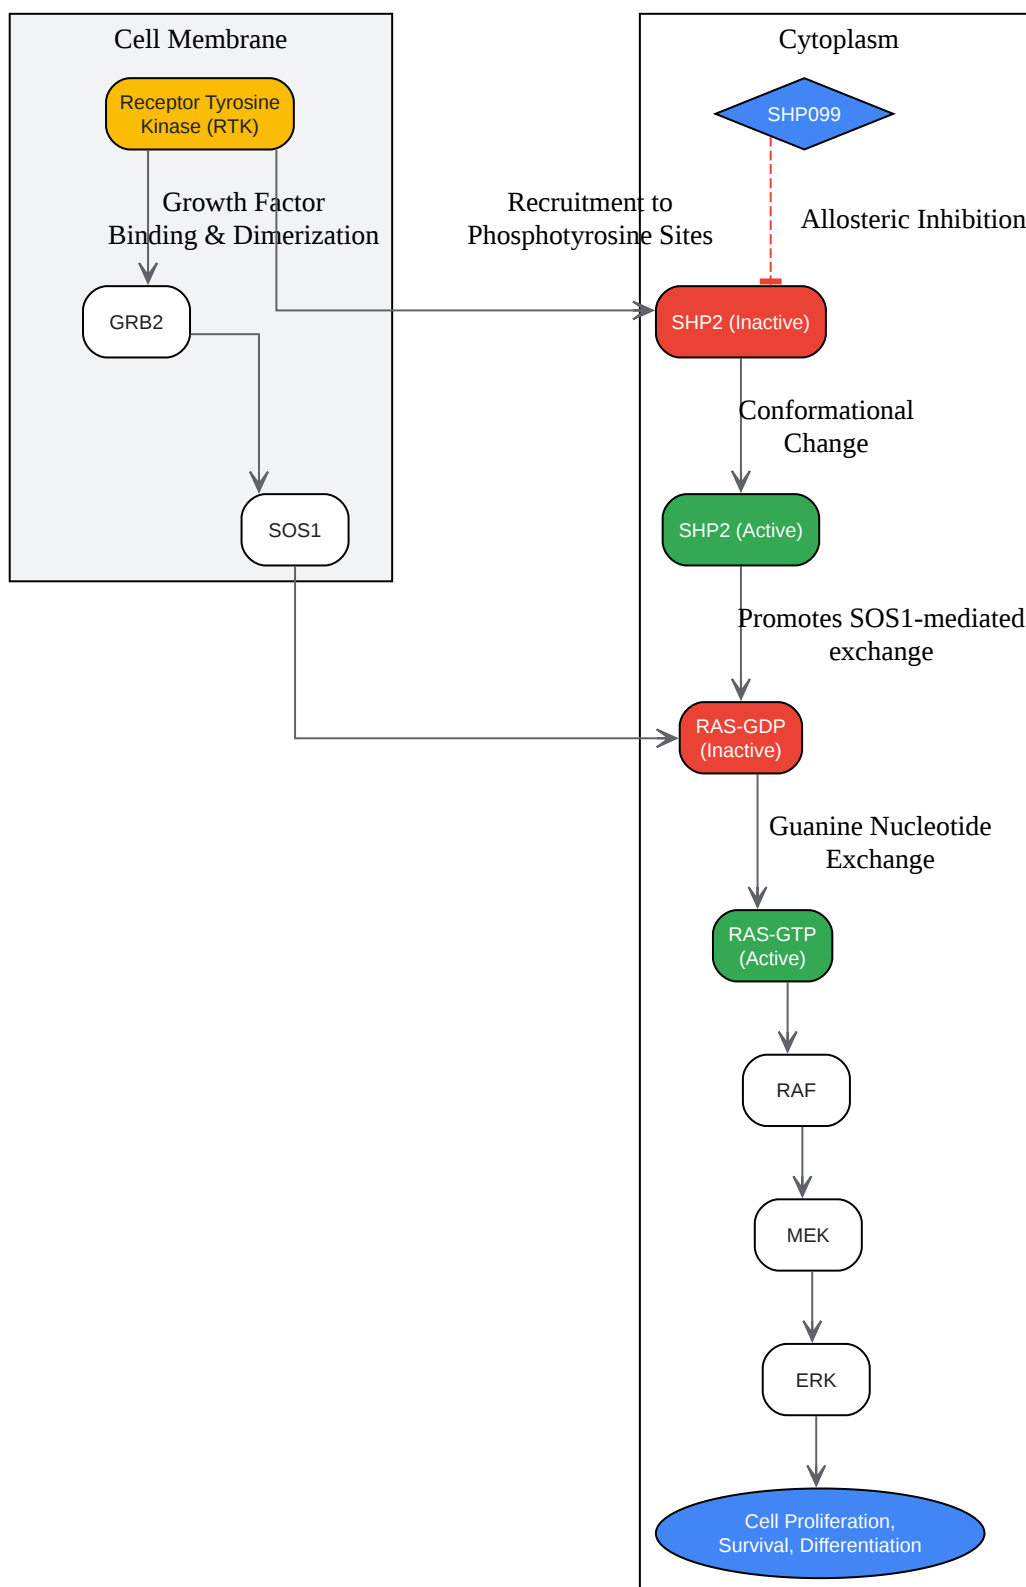 Cell Membrane
Cytoplasm
Receptor Tyrosine
Kinase (RTK)
SHP099
Growth Factor
Binding & Dimerization
Recruitment to
Phosphotyrosine Sites
Allosteric Inhibition
GRB2
SHP2 (Inactive)
Conformational
Change
SOS1
SHP2 (Active)
Promotes SOS1-mediated
exchange
RAS-GDP
(Inactive)
Guanine Nucleotide
Exchange
RAS-GTP
(Active)
RAF
MEK
ERK
Cell Proliferation,
Survival, Differentiation